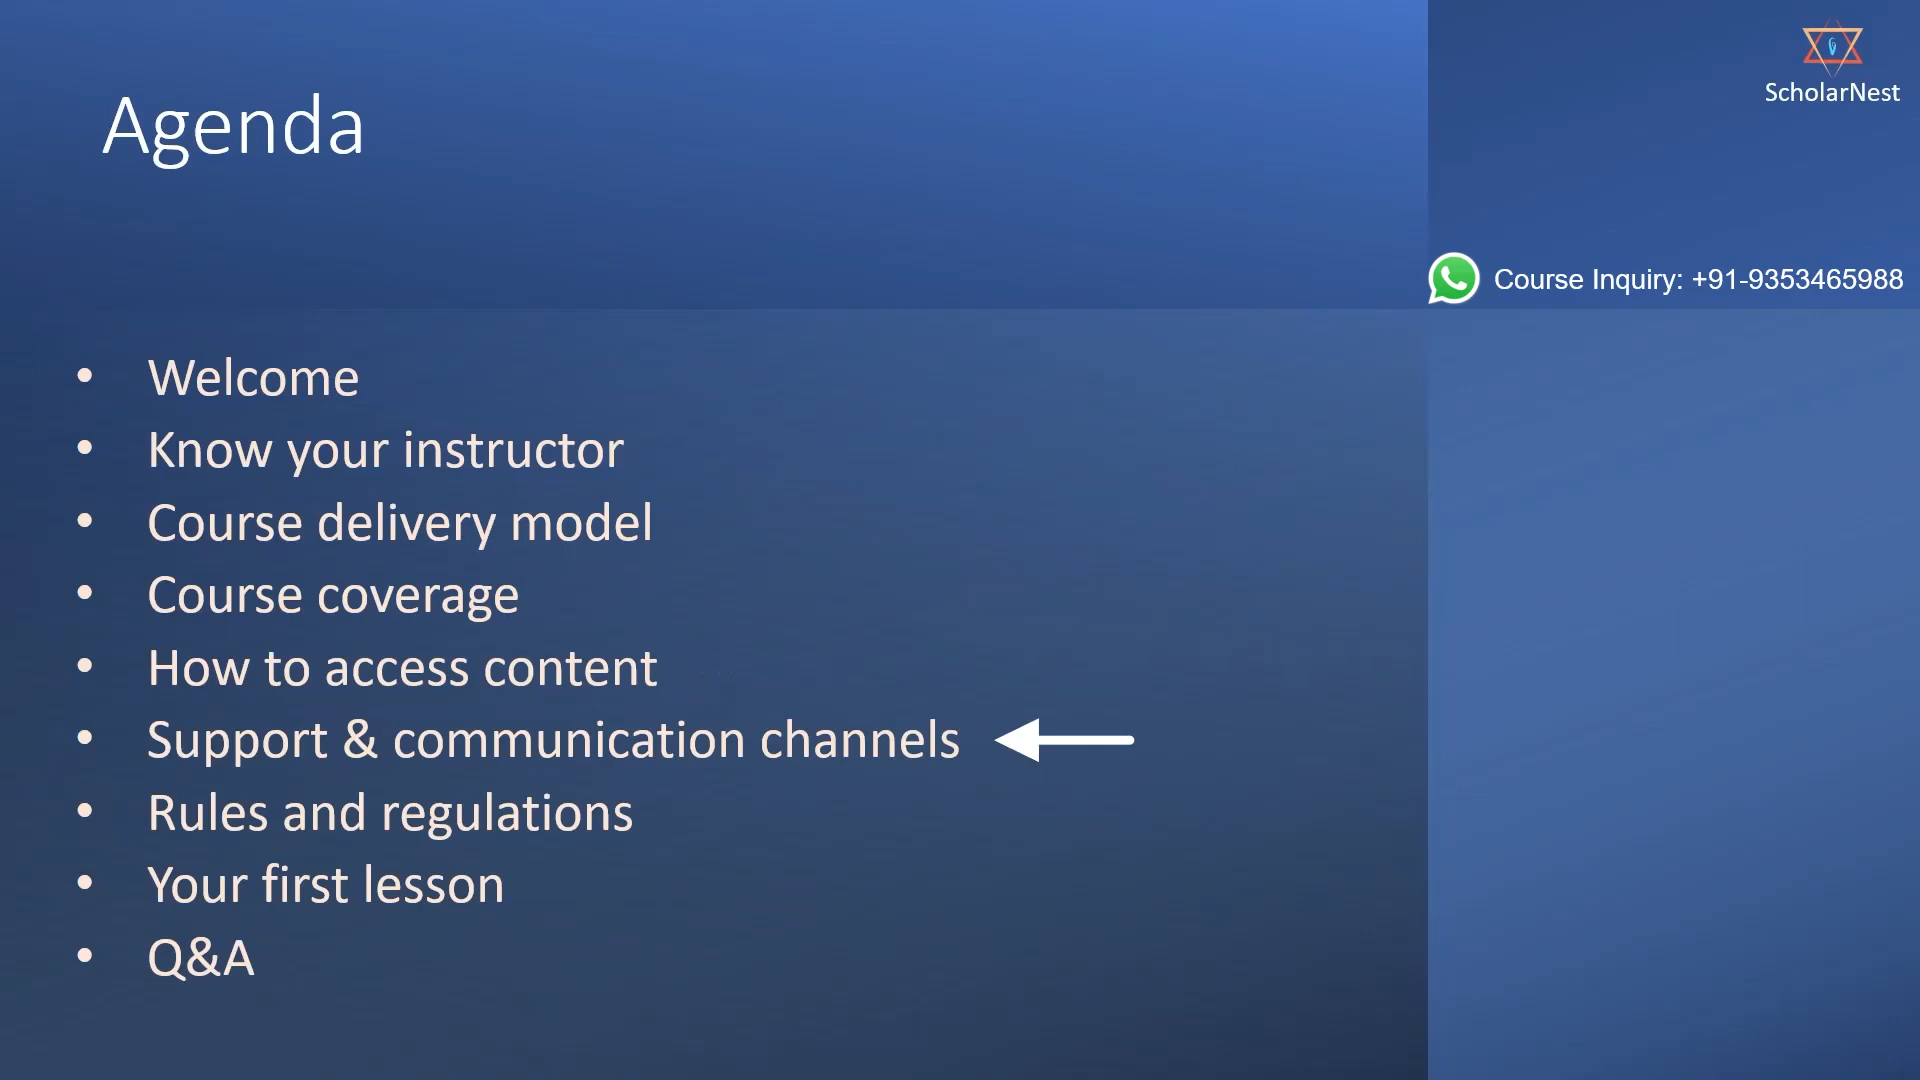 Agenda
ScholarNest
Course Inquiry: +91-9353465988
• Welcome
• Know your instructor
• Course delivery model
• Course coverage
• How to access content
• Support & communication channels
• Rules and regulations
• Your first lesson
• Q&A